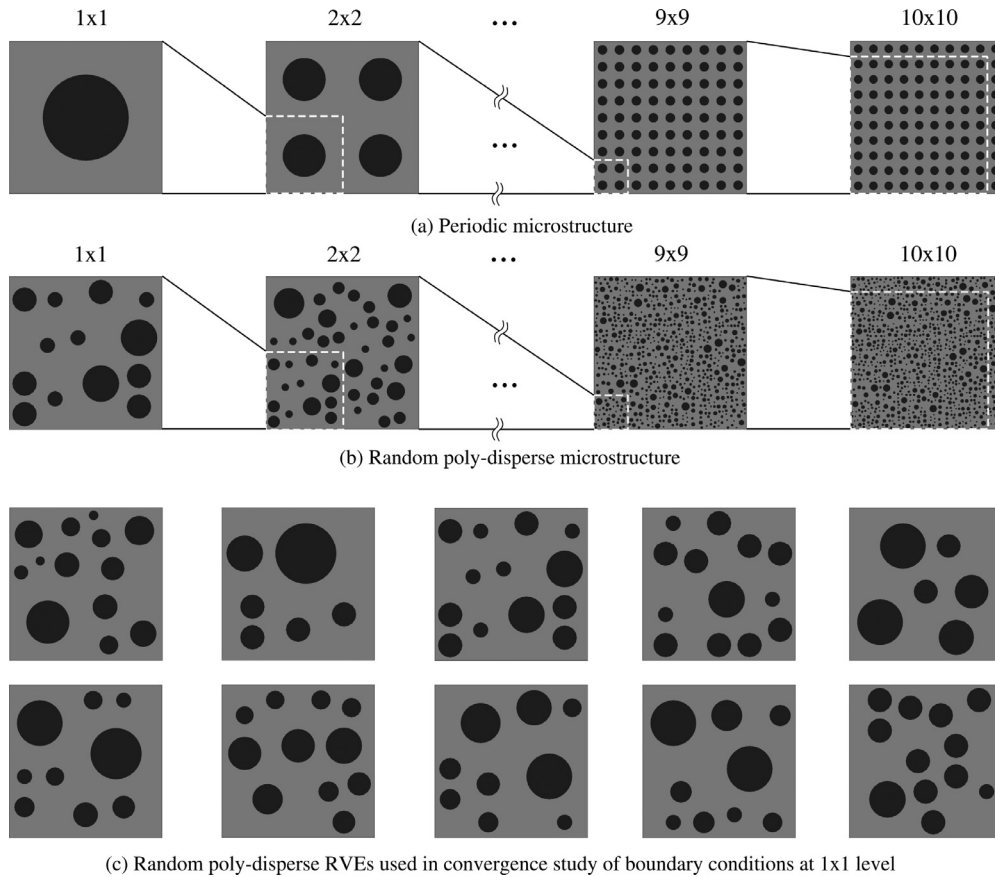 1x1 2x2 ... 9x9 10x10
...
(a) Periodic microstructure
1x1 2x2 ... 9x9 10x10
...
(b) Random poly-disperse microstructure
(c) Random poly-disperse RVEs used in convergence study of boundary conditions at 1x1 level